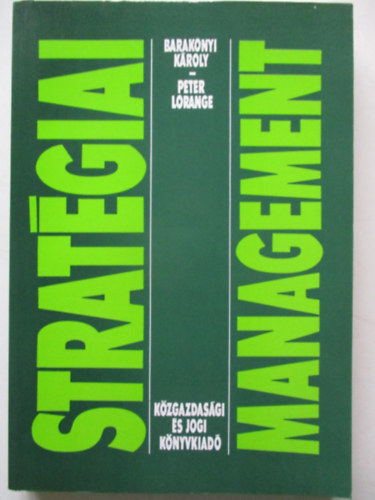 BARAKONYI
KÁROLY
–
PETER
LORANGE
STRATÉGIAI
MANAGEMENT
KÖZGAZDASÁGI
ÉS JOGI
KÖNYVKIADÓ